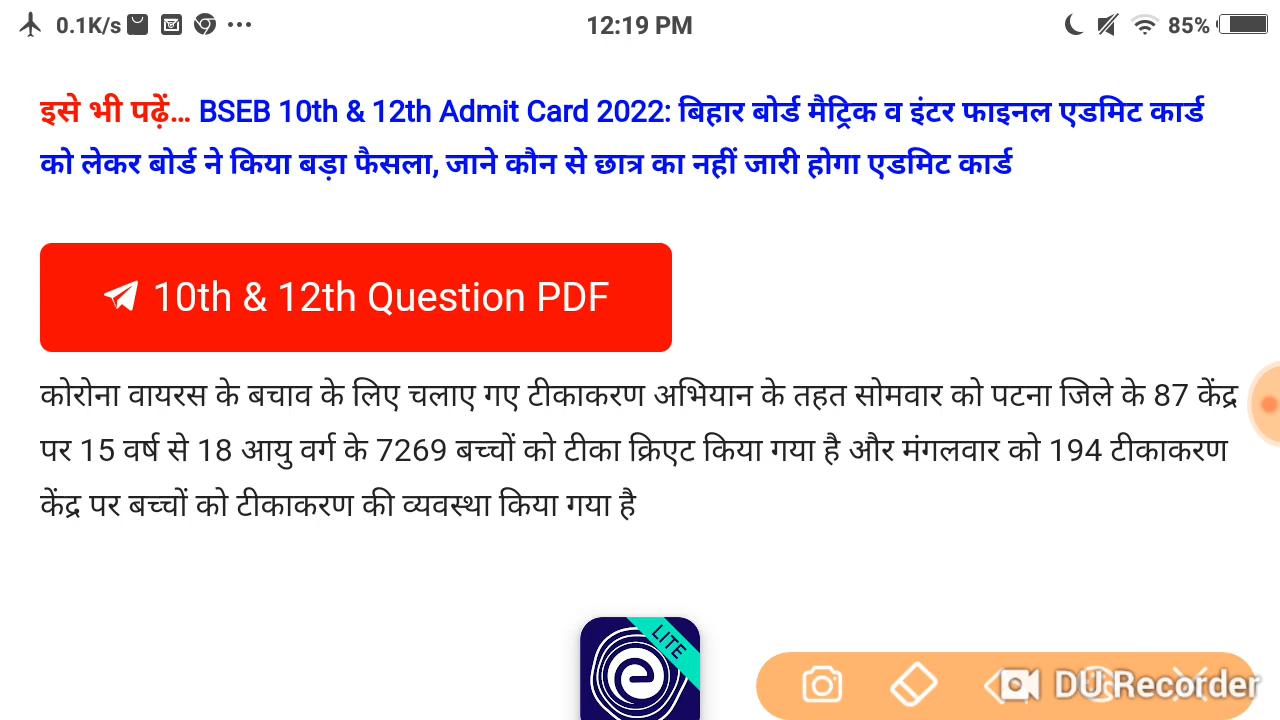 0.1K/s ... 12:19 PM 85%
इसे भी पढ़ें... BSEB 10th & 12th Admit Card 2022: बिहार बोर्ड मैट्रिक व इंटर फाइनल एडमिट कार्ड
को लेकर बोर्ड ने किया बड़ा फैसला, जाने कौन से छात्र का नहीं जारी होगा एडमिट कार्ड
10th & 12th Question PDF
कोरोना वायरस के बचाव के लिए चलाए गए टीकाकरण अभियान के तहत सोमवार को पटना जिले के 87 केंद्र
पर 15 वर्ष से 18 आयु वर्ग के 7269 बच्चों को टीका क्रिएट किया गया है और मंगलवार को 194 टीकाकरण
केंद्र पर बच्चों को टीकाकरण की व्यवस्था किया गया है
LITE
DU Recorder